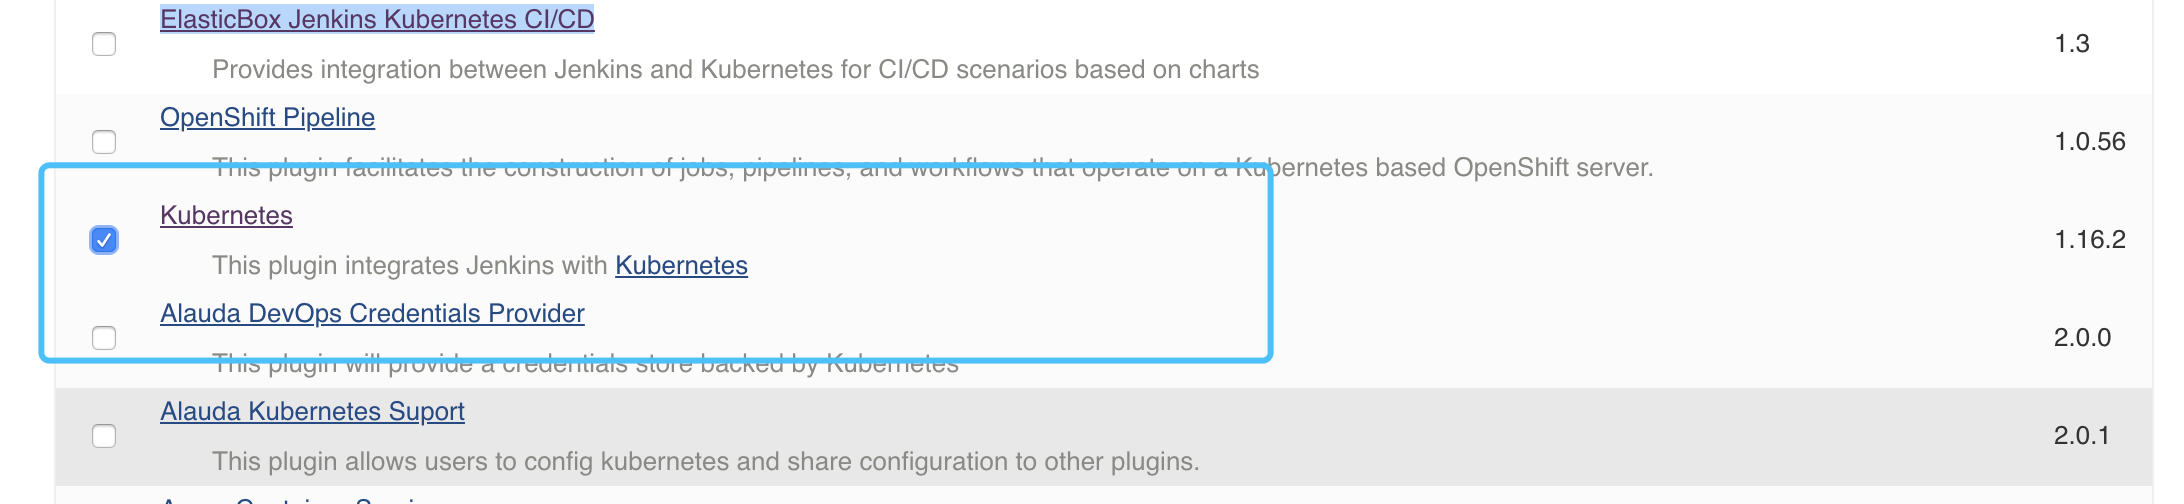 ElasticBox Jenkins Kubernetes CI/CD
1.3
Provides integration between Jenkins and Kubernetes for CI/CD scenarios based on charts
OpenShift Pipeline
1.0.56
This plugin facilitates the construction of jobs, pipelines, and workflows that operate on a Kubernetes based OpenShift server.
Kubernetes
1.16.2
This plugin integrates Jenkins with Kubernetes
Alauda DevOps Credentials Provider
2.0.0
This plugin will provide a credentials store backed by Kubernetes
Alauda Kubernetes Suport
2.0.1
This plugin allows users to config kubernetes and share configuration to other plugins.